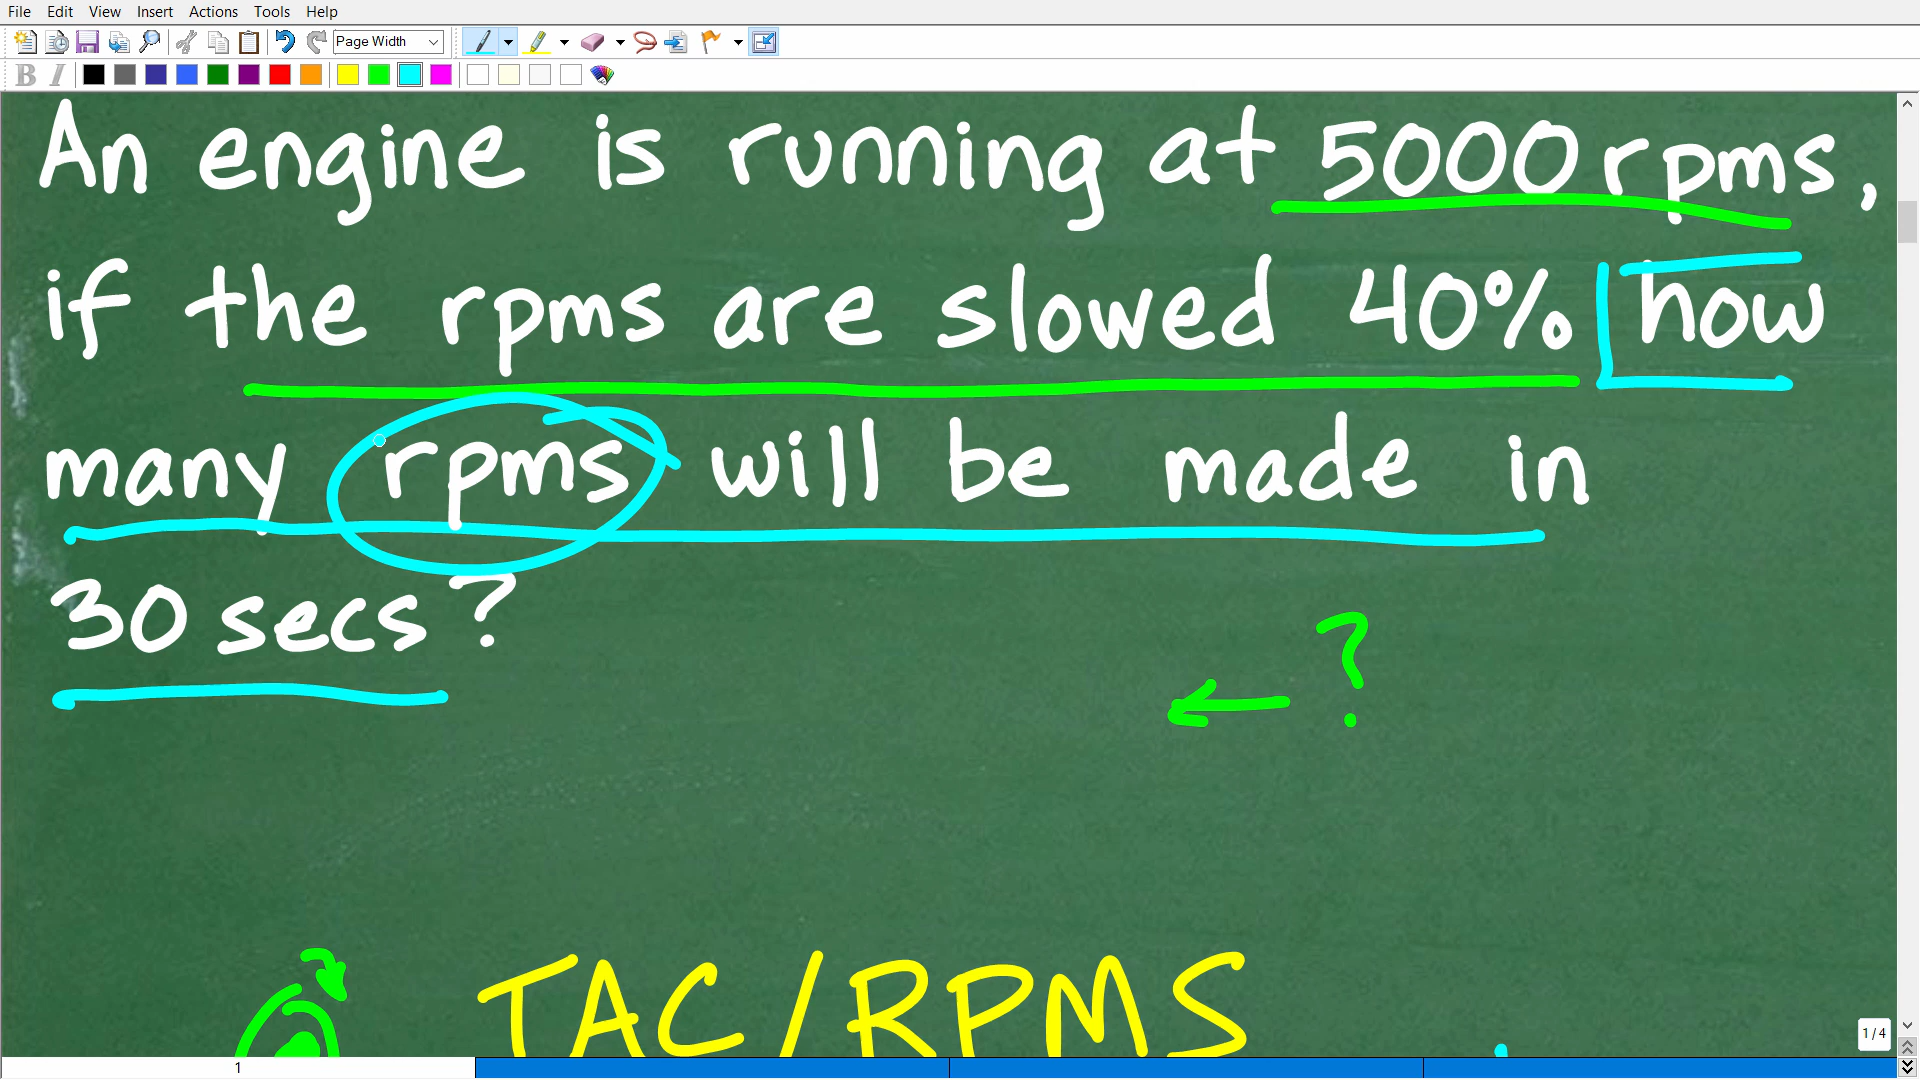 File Edit View Insert Actions Tools Help
Page Width
B I
An engine is running at 5000 rpms,
if the rpms are slowed 40% how
many rpms will be made in
30 secs?
?
TAC/RPMS
1 / 4
1